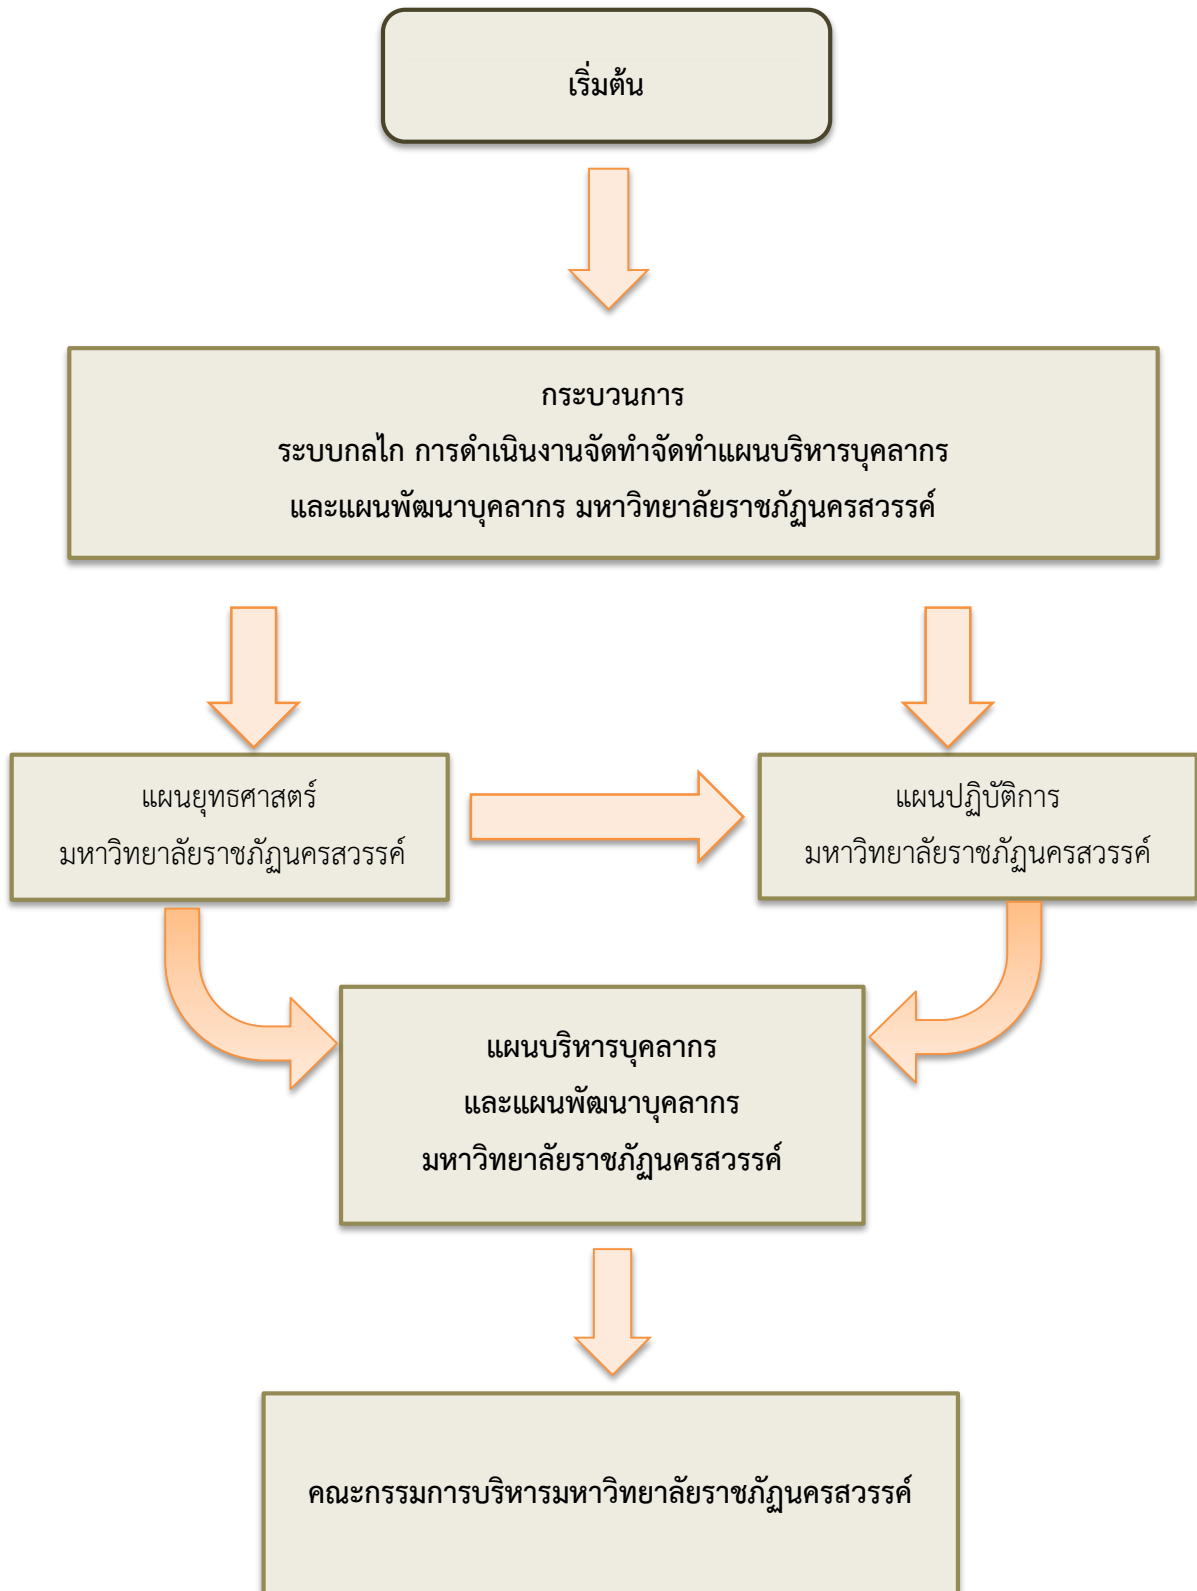 เริ่มต้น
กระบวนการ
ระบบกลไก การดำเนินงานจัดทำจัดทำแผนบริหารบุคลากร
และแผนพัฒนาบุคลากร มหาวิทยาลัยราชภัฏนครสวรรค์
แผนยุทธศาสตร์
มหาวิทยาลัยราชภัฏนครสวรรค์
แผนปฏิบัติการ
มหาวิทยาลัยราชภัฏนครสวรรค์
แผนบริหารบุคลากร
และแผนพัฒนาบุคลากร
มหาวิทยาลัยราชภัฏนครสวรรค์
คณะกรรมการบริหารมหาวิทยาลัยราชภัฏนครสวรรค์